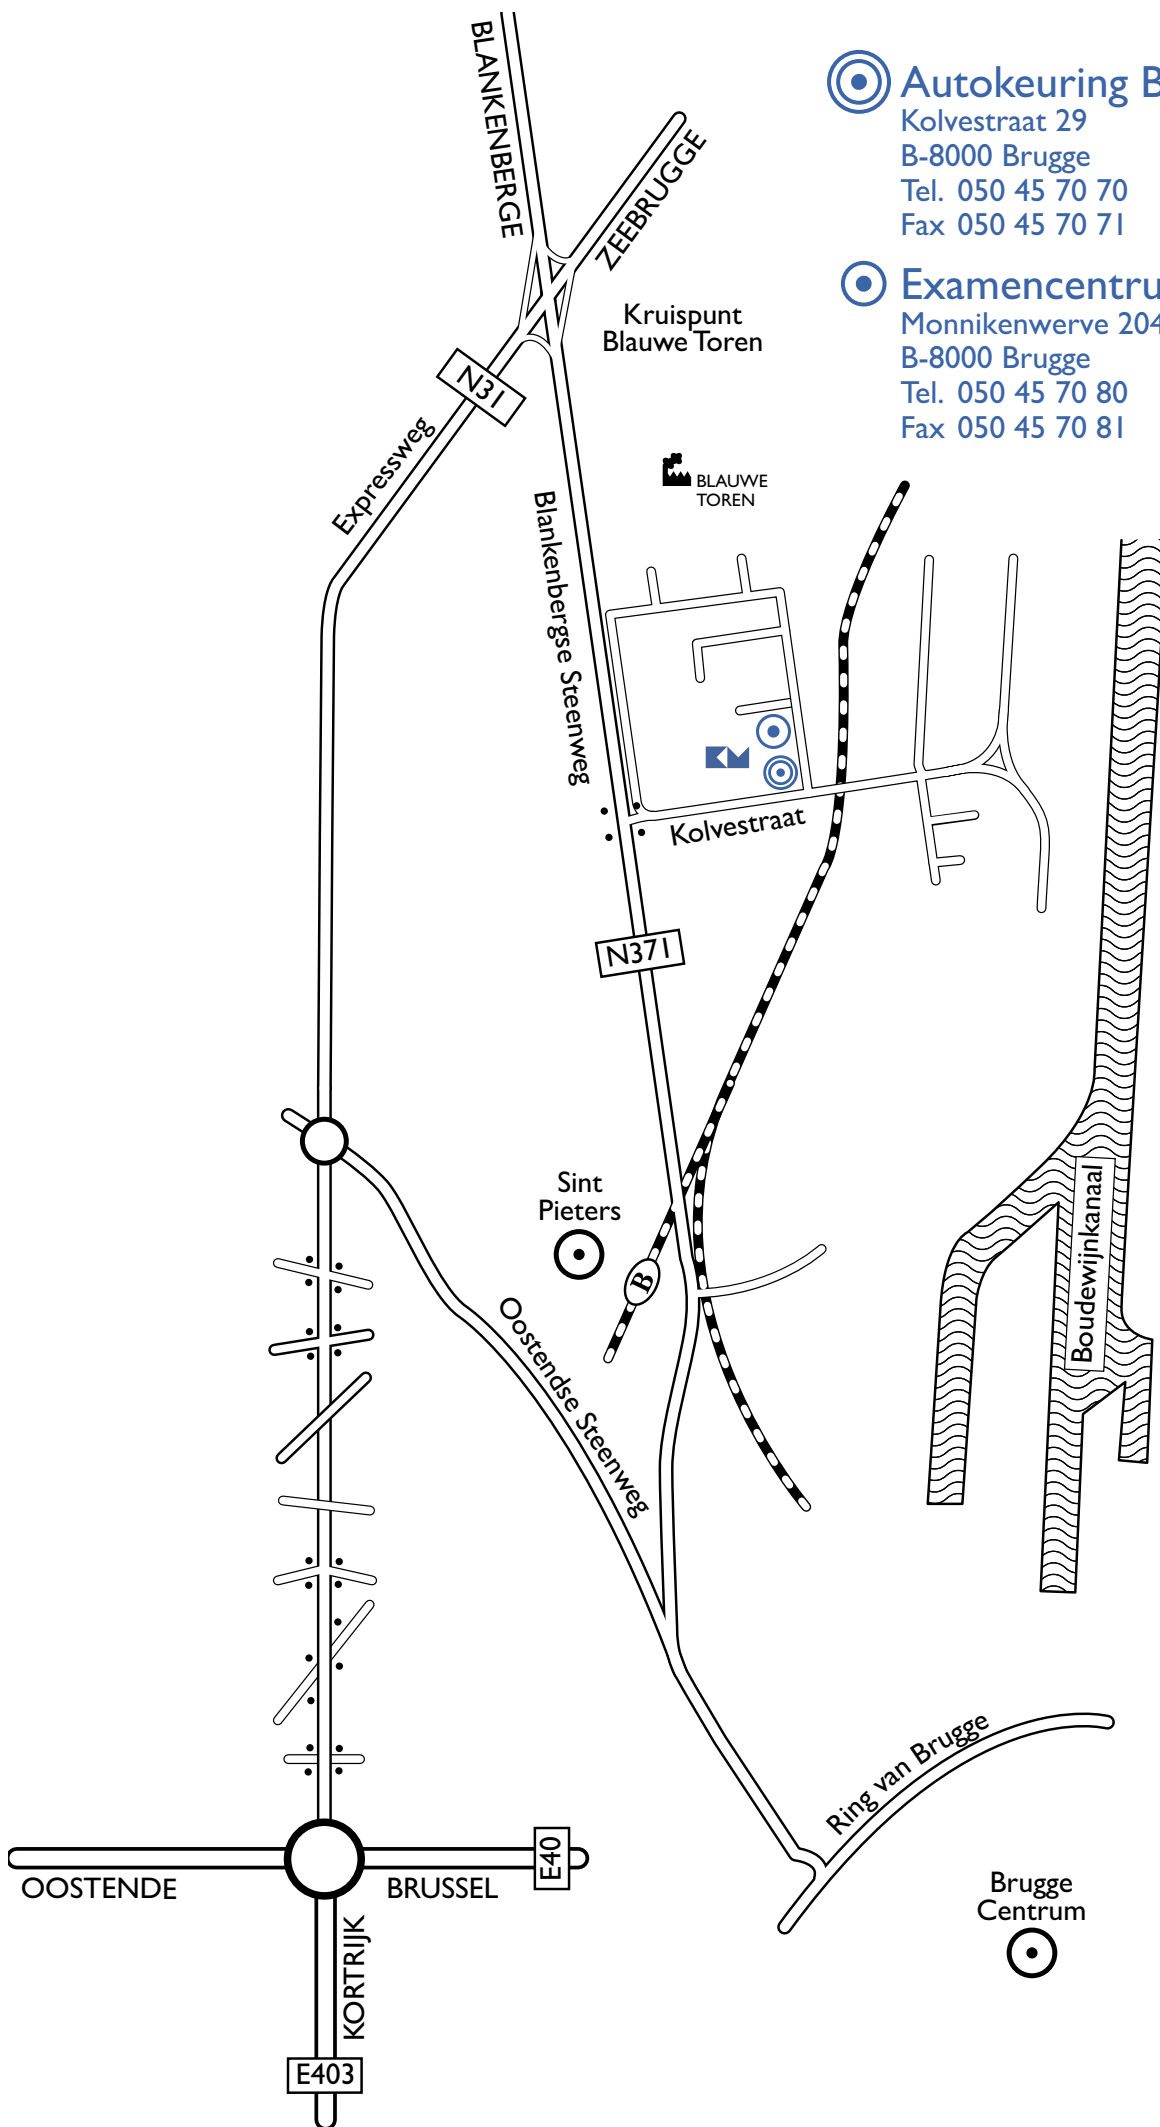 BLANKENBERGE
ZEEBRUGGE
Autokeuring B
Kolvestraat 29
B-8000 Brugge
Tel. 050 45 70 70
Fax 050 45 70 71
Examencentru
Monnikenwerve 204
B-8000 Brugge
Tel. 050 45 70 80
Fax 050 45 70 81
Kruispunt
Blauwe Toren
N31
Expressweg
BLAUWE
TOREN
Blankenbergse Steenweg
KM
Kolvestraat
N371
Sint
Pieters
B
Boudewijnkanaal
Oostendse Steenweg
Ring van Brugge
E40
OOSTENDE
BRUSSEL
Brugge
Centrum
KORTRIJK
E403